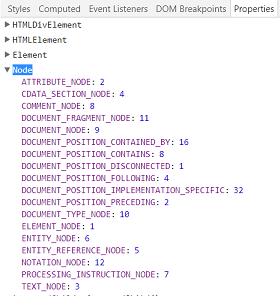 Styles Computed Event Listeners DOM Breakpoints Properties
HTMLDivElement
HTMLElement
Element
Node
ATTRIBUTE_NODE: 2
CDATA_SECTION_NODE: 4
COMMENT_NODE: 8
DOCUMENT_FRAGMENT_NODE: 11
DOCUMENT_NODE: 9
DOCUMENT_POSITION_CONTAINED_BY: 16
DOCUMENT_POSITION_CONTAINS: 8
DOCUMENT_POSITION_DISCONNECTED: 1
DOCUMENT_POSITION_FOLLOWING: 4
DOCUMENT_POSITION_IMPLEMENTATION_SPECIFIC: 32
DOCUMENT_POSITION_PRECEDING: 2
DOCUMENT_TYPE_NODE: 10
ELEMENT_NODE: 1
ENTITY_NODE: 6
ENTITY_REFERENCE_NODE: 5
NOTATION_NODE: 12
PROCESSING_INSTRUCTION_NODE: 7
TEXT_NODE: 3